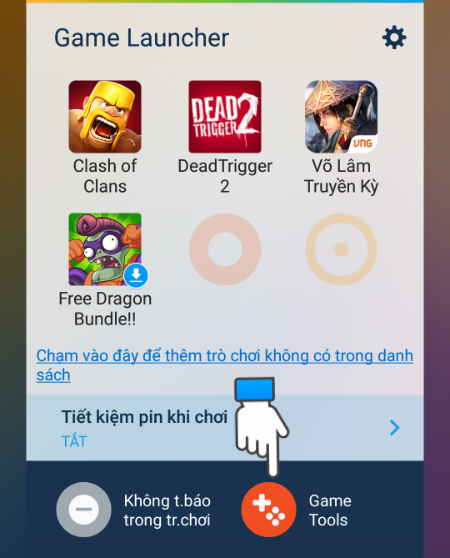 Game Launcher
Clash of
Clans
DEAD
TRIGGER 2
DeadTrigger
2
VNG
Võ Lâm
Truyền Kỳ
Free Dragon
Bundle!!
Chạm vào đây để thêm trò chơi không có trong danh
sách
Tiết kiệm pin khi chơi
TẮT
Không t.báo
trong tr.chơi
Game
Tools